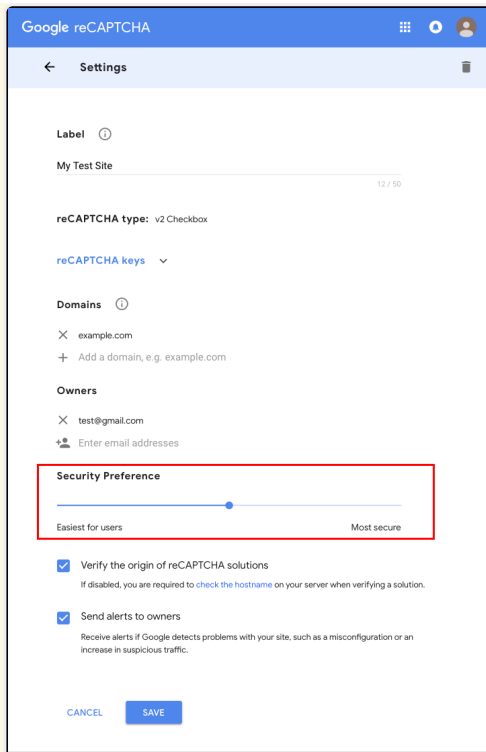 Google reCAPTCHA
Settings
Label
My Test Site
12 / 50
reCAPTCHA type: v2 Checkbox
reCAPTCHA keys
Domains
example.com
Add a domain, e.g. example.com
Owners
test@gmail.com
Enter email addresses
Security Preference
Easiest for users Most secure
Verify the origin of reCAPTCHA solutions
If disabled, you are required to check the hostname on your server when verifying a solution.
Send alerts to owners
Receive alerts if Google detects problems with your site, such as a misconfiguration or an
increase in suspicious traffic.
CANCEL SAVE